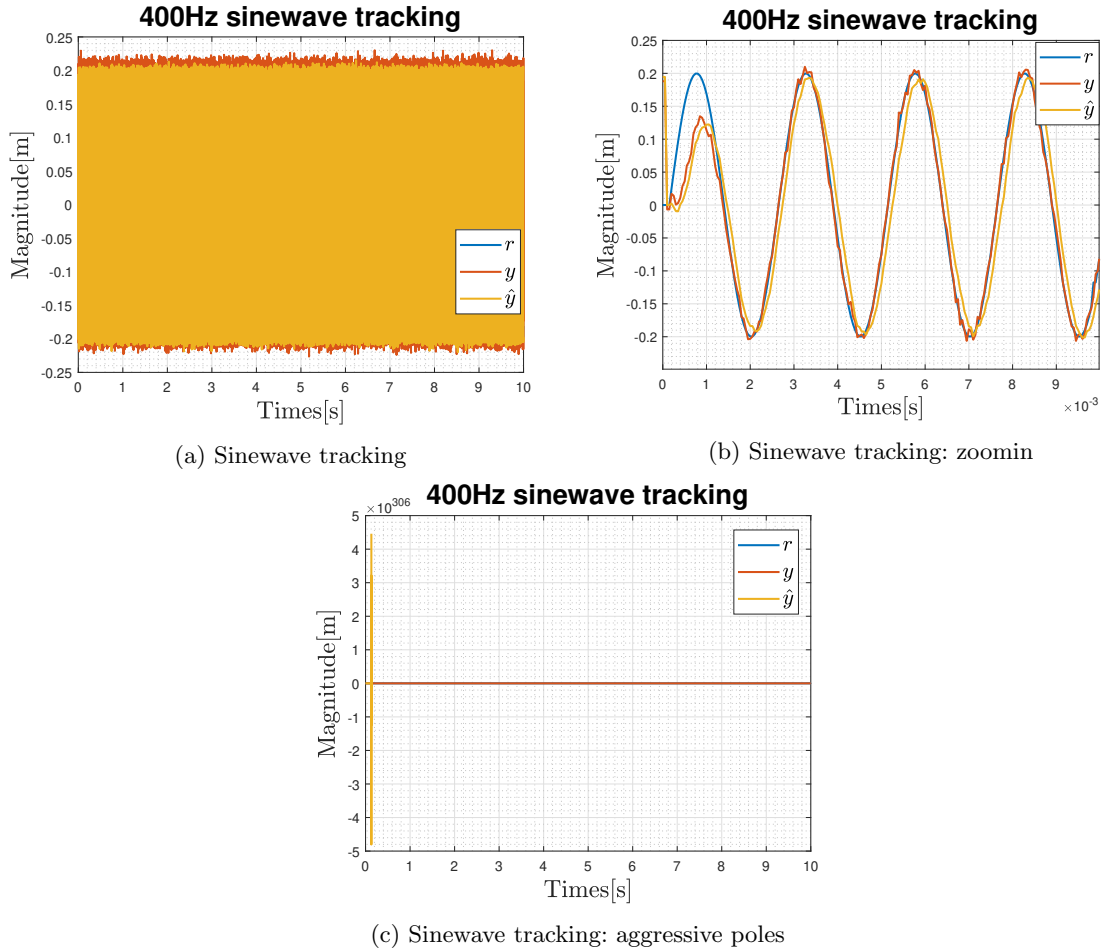 400Hz sinewave tracking
0.25
0.2
0.15
0.1
0.05
0
-0.05
-0.1
-0.15
-0.2
-0.25
Magnitude[m]
r
y
ŷ
0 1 2 3 4 5 6 7 8 9 10
Times[s]
(a) Sinewave tracking
400Hz sinewave tracking
0.2
0.15
0.1
0.05
0
-0.05
-0.1
-0.15
-0.2
Magnitude[m]
r
y
ŷ
0 1 2 3 4 5 6 7 8 9
×10⁻³
Times[s]
(b) Sinewave tracking: zoomin
400Hz sinewave tracking
×10³⁰⁶
5
4
3
2
1
0
-1
-2
-3
-4
-5
Magnitude[m]
r
y
ŷ
0 1 2 3 4 5 6 7 8 9 10
Times[s]
(c) Sinewave tracking: aggressive poles